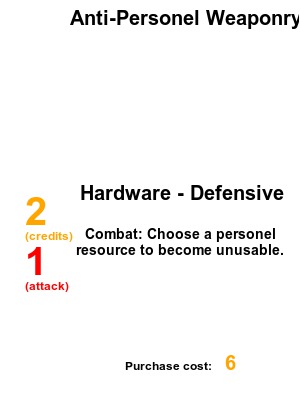 Anti-Personel Weaponry
Hardware - Defensive
2
(credits)
Combat: Choose a personel
resource to become unusable.
1
(attack)
Purchase cost: 6